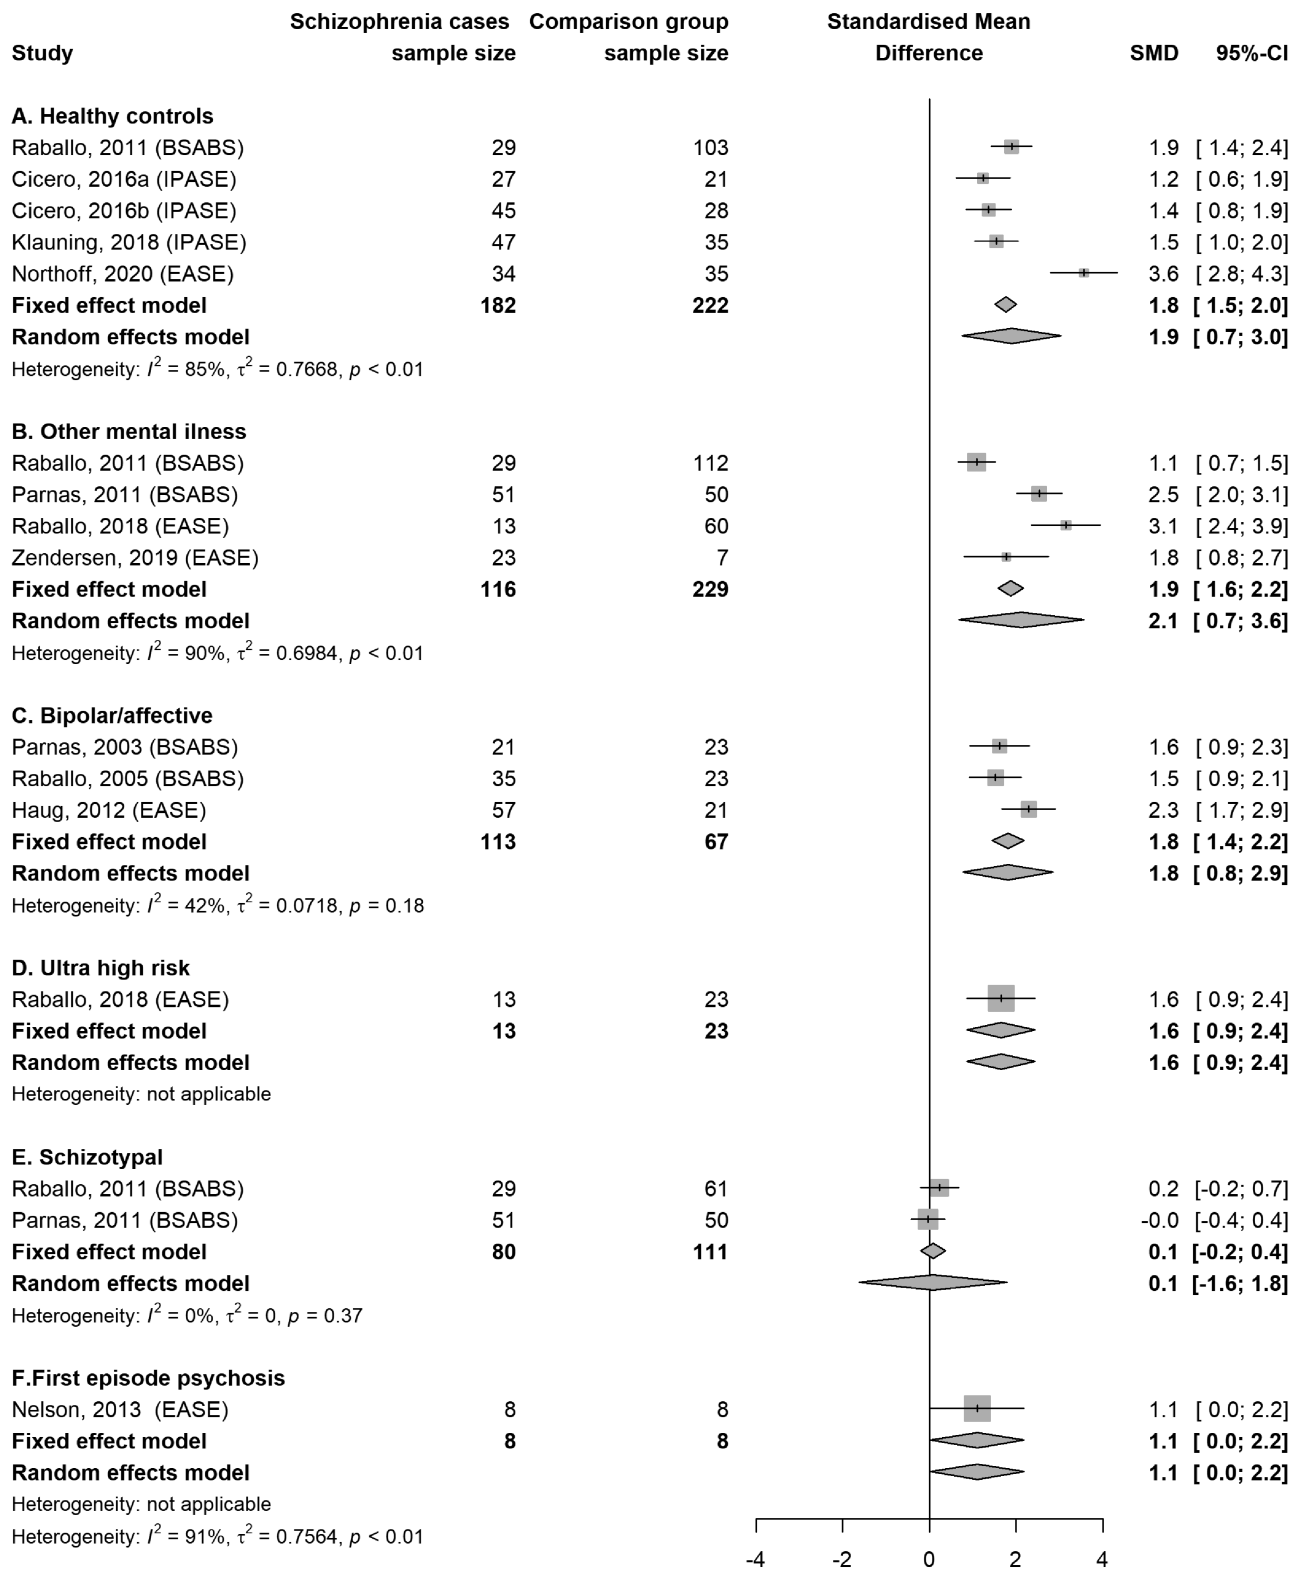 Schizophrenia cases Comparison group Standardised Mean
Study sample size sample size Difference SMD 95%-CI
A. Healthy controls
Raballo, 2011 (BSABS) 29 103 1.9 [ 1.4; 2.4]
Cicero, 2016a (IPASE) 27 21 1.2 [ 0.6; 1.9]
Cicero, 2016b (IPASE) 45 28 1.4 [ 0.8; 1.9]
Klauning, 2018 (IPASE) 47 35 1.5 [ 1.0; 2.0]
Northoff, 2020 (EASE) 34 35 3.6 [ 2.8; 4.3]
Fixed effect model 182 222 1.8 [ 1.5; 2.0]
Random effects model 1.9 [ 0.7; 3.0]
Heterogeneity: I² = 85%, τ² = 0.7668, p < 0.01
B. Other mental ilness
Raballo, 2011 (BSABS) 29 112 1.1 [ 0.7; 1.5]
Parnas, 2011 (BSABS) 51 50 2.5 [ 2.0; 3.1]
Raballo, 2018 (EASE) 13 60 3.1 [ 2.4; 3.9]
Zendersen, 2019 (EASE) 23 7 1.8 [ 0.8; 2.7]
Fixed effect model 116 229 1.9 [ 1.6; 2.2]
Random effects model 2.1 [ 0.7; 3.6]
Heterogeneity: I² = 90%, τ² = 0.6984, p < 0.01
C. Bipolar/affective
Parnas, 2003 (BSABS) 21 23 1.6 [ 0.9; 2.3]
Raballo, 2005 (BSABS) 35 23 1.5 [ 0.9; 2.1]
Haug, 2012 (EASE) 57 21 2.3 [ 1.7; 2.9]
Fixed effect model 113 67 1.8 [ 1.4; 2.2]
Random effects model 1.8 [ 0.8; 2.9]
Heterogeneity: I² = 42%, τ² = 0.0718, p = 0.18
D. Ultra high risk
Raballo, 2018 (EASE) 13 23 1.6 [ 0.9; 2.4]
Fixed effect model 13 23 1.6 [ 0.9; 2.4]
Random effects model 1.6 [ 0.9; 2.4]
Heterogeneity: not applicable
E. Schizotypal
Raballo, 2011 (BSABS) 29 61 0.2 [-0.2; 0.7]
Parnas, 2011 (BSABS) 51 50 -0.0 [-0.4; 0.4]
Fixed effect model 80 111 0.1 [-0.2; 0.4]
Random effects model 0.1 [-1.6; 1.8]
Heterogeneity: I² = 0%, τ² = 0, p = 0.37
F.First episode psychosis
Nelson, 2013 (EASE) 8 8 1.1 [ 0.0; 2.2]
Fixed effect model 8 8 1.1 [ 0.0; 2.2]
Random effects model 1.1 [ 0.0; 2.2]
Heterogeneity: not applicable
Heterogeneity: I² = 91%, τ² = 0.7564, p < 0.01
-4 -2 0 2 4